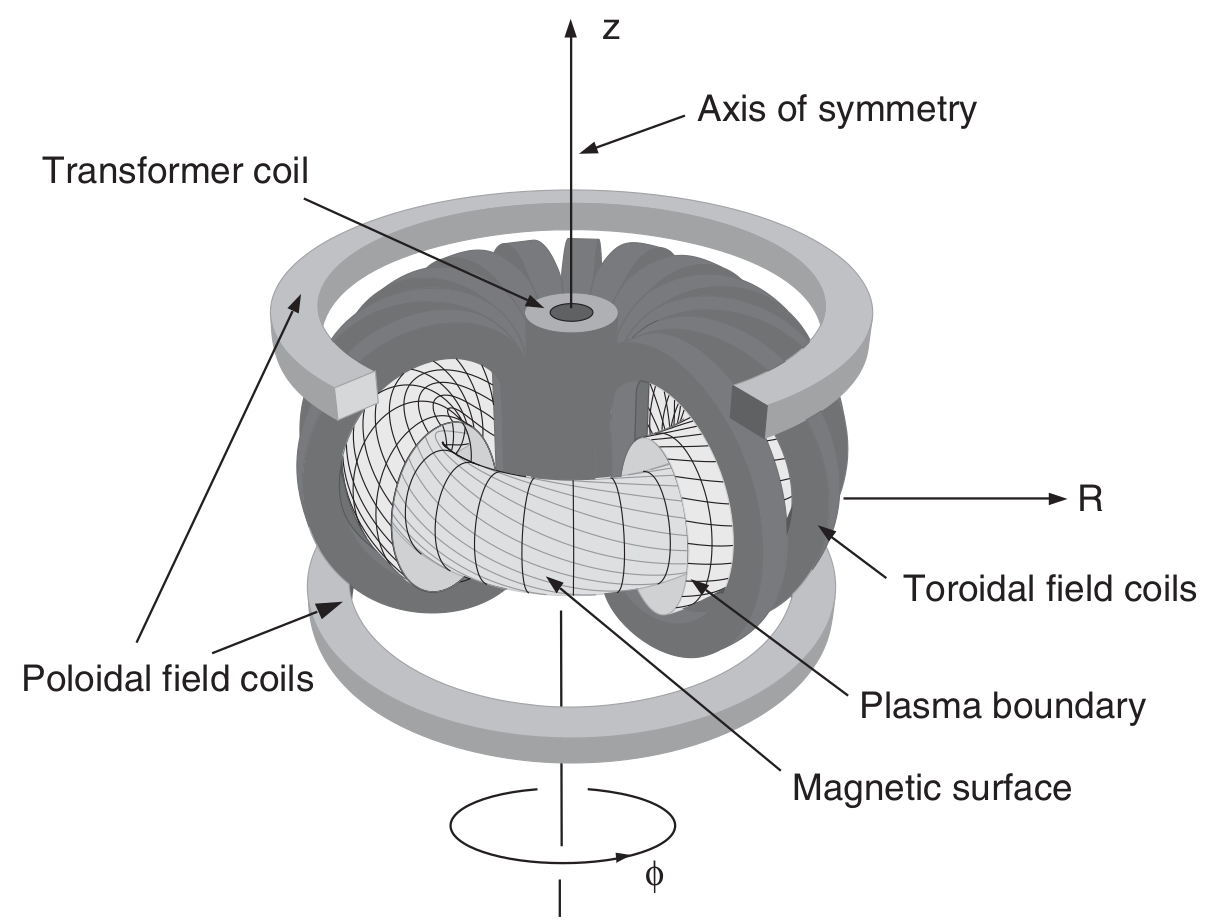 z
Axis of symmetry
Transformer coil
R
Toroidal field coils
Poloidal field coils
Plasma boundary
Magnetic surface
ϕ